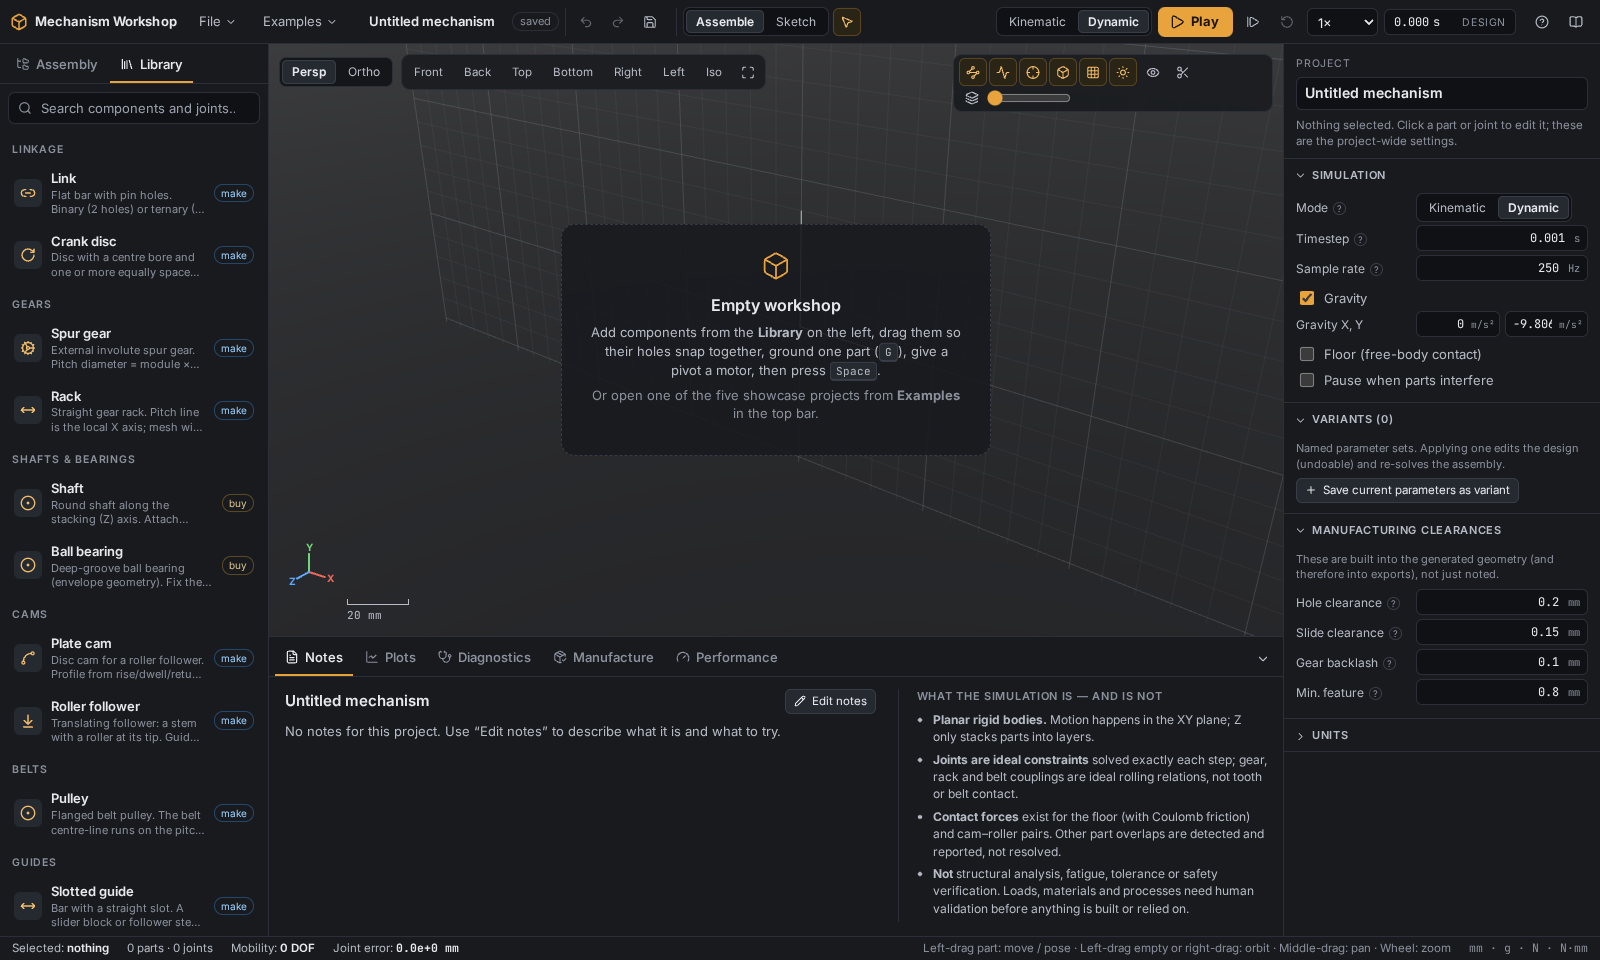 Mechanism Workshop File Examples Untitled mechanism saved Assemble Sketch Kinematic Dynamic Play 1× 0.000 s DESIGN
Assembly Library
Search components and joints..
LINKAGE
Link
Flat bar with pin holes.
Binary (2 holes) or ternary (...
make
Crank disc
Disc with a centre bore and
one or more equally space...
make
GEARS
Spur gear
External involute spur gear.
Pitch diameter = module ×...
make
Rack
Straight gear rack. Pitch line
is the local X axis; mesh wi...
make
SHAFTS & BEARINGS
Shaft
Round shaft along the
stacking (Z) axis. Attach...
buy
Ball bearing
Deep-groove ball bearing
(envelope geometry). Fix the...
buy
CAMS
Plate cam
Disc cam for a roller follower.
Profile from rise/dwell/retu...
make
Roller follower
Translating follower: a stem
with a roller at its tip. Guid...
make
BELTS
Pulley
Flanged belt pulley. The belt
centre-line runs on the pitc...
make
GUIDES
Slotted guide
Bar with a straight slot. A
slider block or follower ste...
make
Persp Ortho Front Back Top Bottom Right Left Iso
Empty workshop
Add components from the Library on the left, drag them so
their holes snap together, ground one part ( G ), give a
pivot a motor, then press Space .
Or open one of the five showcase projects from Examples
in the top bar.
Y
Z
X
20 mm
Notes Plots Diagnostics Manufacture Performance
Untitled mechanism
Edit notes
No notes for this project. Use “Edit notes” to describe what it is and what to try.
WHAT THE SIMULATION IS — AND IS NOT
• Planar rigid bodies. Motion happens in the XY plane; Z
only stacks parts into layers.
• Joints are ideal constraints solved exactly each step; gear,
rack and belt couplings are ideal rolling relations, not tooth
or belt contact.
• Contact forces exist for the floor (with Coulomb friction)
and cam–roller pairs. Other part overlaps are detected and
reported, not resolved.
• Not structural analysis, fatigue, tolerance or safety
verification. Loads, materials and processes need human
validation before anything is built or relied on.
PROJECT
Untitled mechanism
Nothing selected. Click a part or joint to edit it; these
are the project-wide settings.
SIMULATION
Mode ? Kinematic Dynamic
Timestep ? 0.001 s
Sample rate ? 250 Hz
Gravity
Gravity X, Y 0 m/s² -9.806 m/s²
Floor (free-body contact)
Pause when parts interfere
VARIANTS (0)
Named parameter sets. Applying one edits the design
(undoable) and re-solves the assembly.
+ Save current parameters as variant
MANUFACTURING CLEARANCES
These are built into the generated geometry (and
therefore into exports), not just noted.
Hole clearance ? 0.2 mm
Slide clearance ? 0.15 mm
Gear backlash ? 0.1 mm
Min. feature ? 0.8 mm
UNITS
Selected: nothing 0 parts · 0 joints Mobility: 0 DOF Joint error: 0.0e+0 mm Left-drag part: move / pose · Left-drag empty or right-drag: orbit · Middle-drag: pan · Wheel: zoom mm · g · N · N·mm